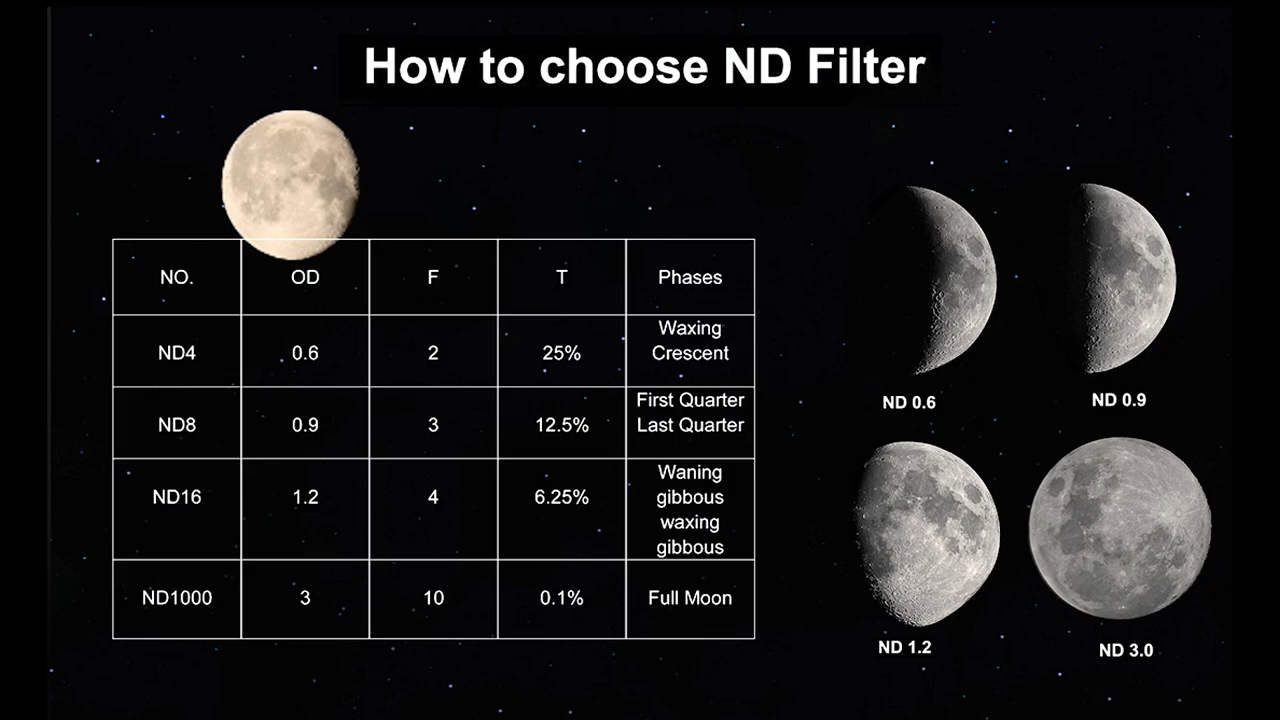 How to choose ND Filter
NO. OD F T Phases
ND4 0.6 2 25% Waxing
Crescent
ND8 0.9 3 12.5% First Quarter
Last Quarter
ND16 1.2 4 6.25% Waning
gibbous
waxing
gibbous
ND1000 3 10 0.1% Full Moon
ND 0.6
ND 0.9
ND 1.2
ND 3.0